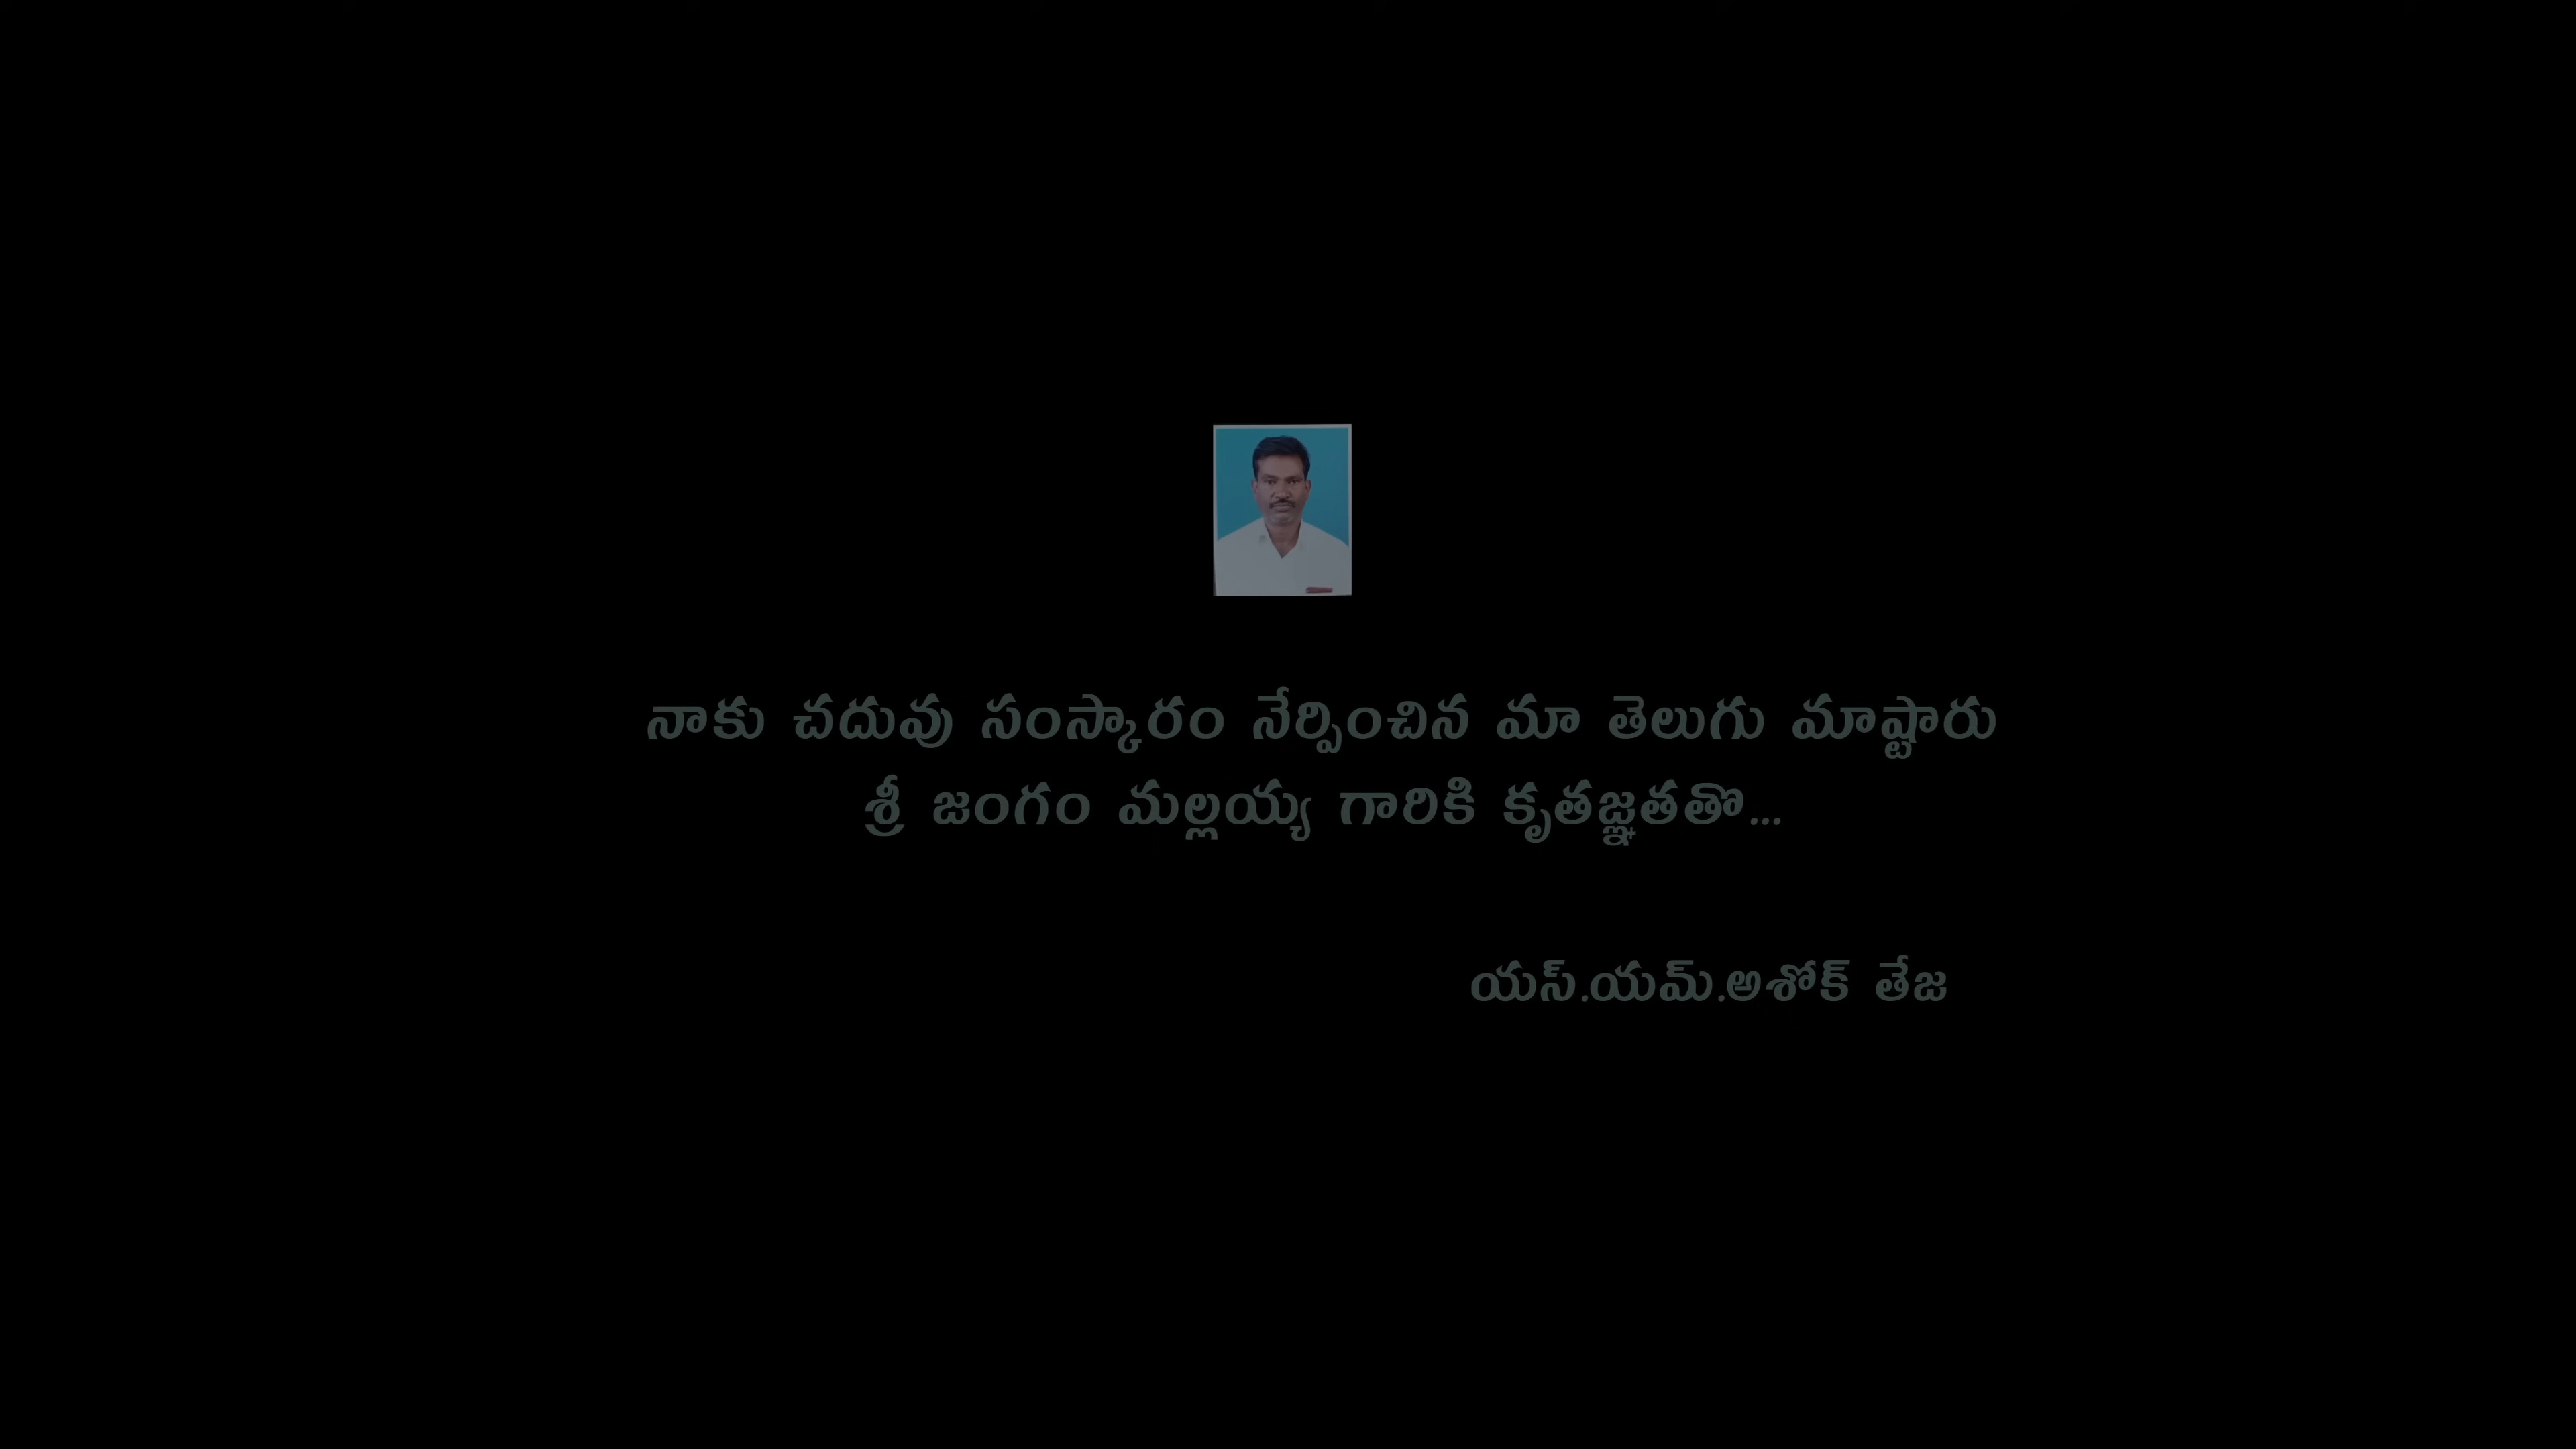 నాకు చదువు సంస్కారం నేర్పించిన మా తెలుగు మాష్టారు
శ్రీ జంగం మల్లయ్య గారికి కృతజ్ఞతతొ...
యస్.యమ్.అశోక్ తేజ